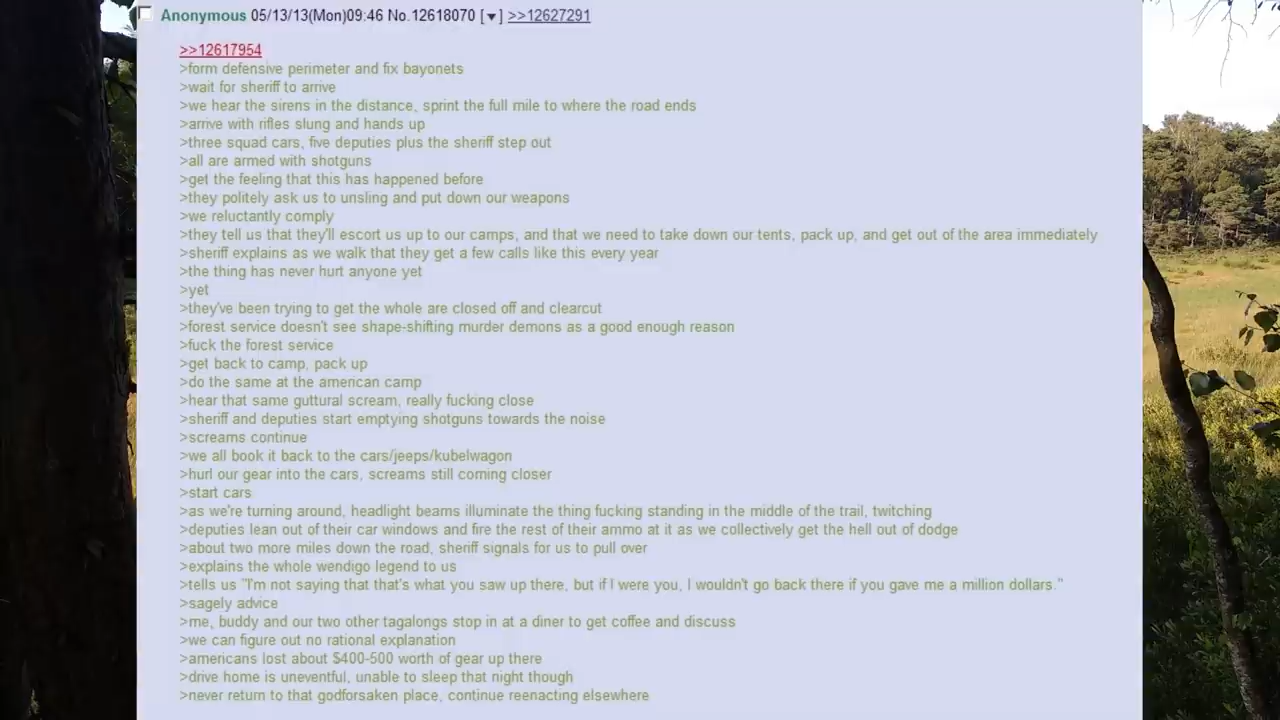 Anonymous 05/13/13(Mon)09:46 No.12618070 [▼] >>12627291
>>12617954
>form defensive perimeter and fix bayonets
>wait for sheriff to arrive
>we hear the sirens in the distance, sprint the full mile to where the road ends
>arrive with rifles slung and hands up
>three squad cars, five deputies plus the sheriff step out
>all are armed with shotguns
>get the feeling that this has happened before
>they politely ask us to unsling and put down our weapons
>we reluctantly comply
>they tell us that they'll escort us up to our camps, and that we need to take down our tents, pack up, and get out of the area immediately
>sheriff explains as we walk that they get a few calls like this every year
>the thing has never hurt anyone yet
>yet
>they've been trying to get the whole are closed off and clearcut
>forest service doesn't see shape-shifting murder demons as a good enough reason
>fuck the forest service
>get back to camp, pack up
>do the same at the american camp
>hear that same guttural scream, really fucking close
>sheriff and deputies start emptying shotguns towards the noise
>screams continue
>we all book it back to the cars/jeeps/kubelwagon
>hurl our gear into the cars, screams still coming closer
>start cars
>as we're turning around, headlight beams illuminate the thing fucking standing in the middle of the trail, twitching
>deputies lean out of their car windows and fire the rest of their ammo at it as we collectively get the hell out of dodge
>about two more miles down the road, sheriff signals for us to pull over
>explains the whole wendigo legend to us
>tells us "I'm not saying that that's what you saw up there, but if I were you, I wouldn't go back there if you gave me a million dollars."
>sagely advice
>me, buddy and our two other tagalongs stop in at a diner to get coffee and discuss
>we can figure out no rational explanation
>americans lost about $400-500 worth of gear up there
>drive home is uneventful, unable to sleep that night though
>never return to that godforsaken place, continue reenacting elsewhere